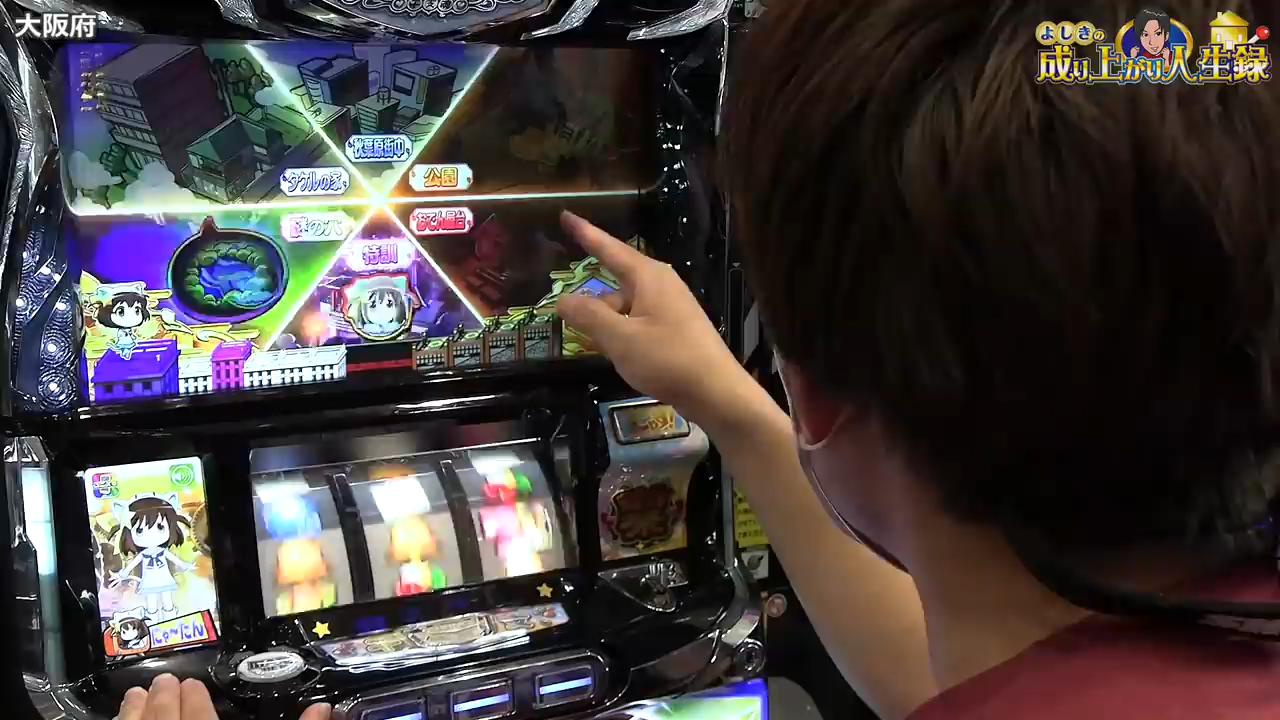 大阪府
よしきの
成り上がり人生録
秋葉原街中
タケルの家
公園
謎の穴
おでん屋台
特訓
にゃ〜たん